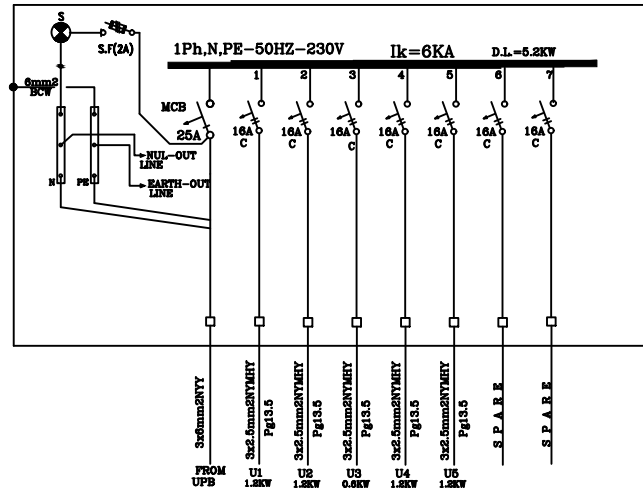 S
S.F(2A)
1Ph,N,PE-50HZ-230V
Ik=6KA
D.L.=5.2KW
1 2 3 4 5 6 7
6mm2
BCW
MCB
25A
16A
C
16A
C
16A
C
16A
C
16A
C
16A
C
16A
C
NUL-OUT
LINE
N
PE
EARTH-OUT
LINE
3x6mm2NYY
3x2.5mm2NYMHY
Pg13.5
3x2.5mm2NYMHY
Pg13.5
3x2.5mm2NYMHY
Pg13.5
3x2.5mm2NYMHY
Pg13.5
3x2.5mm2NYMHY
Pg13.5
SPARE
SPARE
FROM
UPB
U1
1.2KW
U2
1.2KW
U3
0.6KW
U4
1.2KW
U5
1.2KW